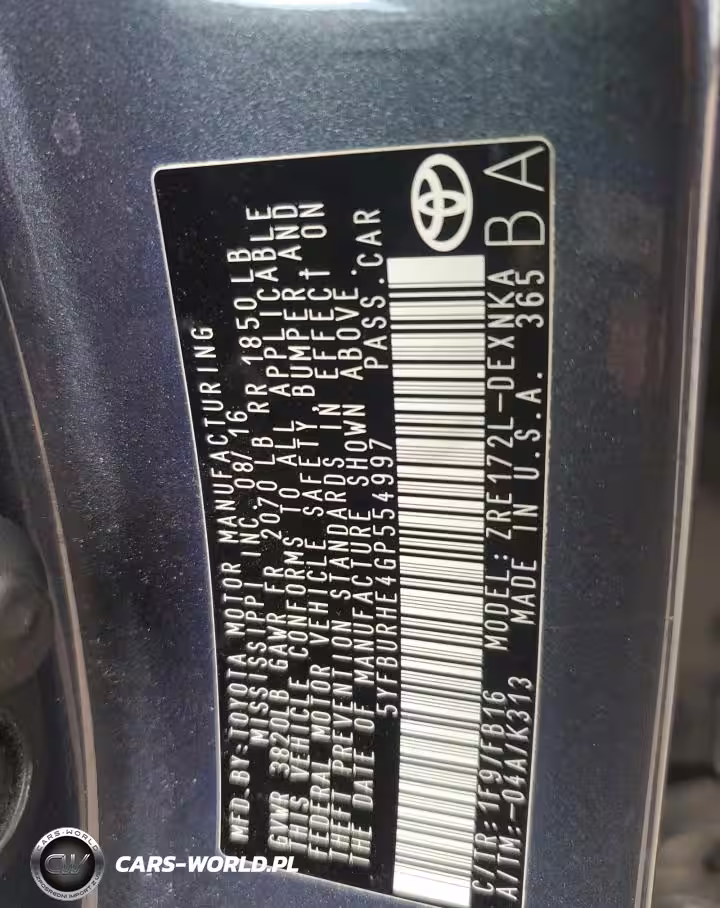 MFD.BY:TOYOTA MOTOR MANUFACTURING
MISSISSIPPI INC. 08/16
GVWR 3820LB GAWR FR 2070 LB RR 1850LB
THIS VEHICLE CONFORMS TO ALL APPLICABLE
FEDERAL MOTOR VEHICLE SAFETY, BUMPER, AND
THEFT PREVENTION STANDARDS IN EFFECT ON
THE DATE OF MANUFACTURE SHOWN ABOVE.
5YFBURHE4GP554997 PASS.CAR
C/TR: 1F9/FB16 MODEL: ZRE172L-DEXNKA
A/TM:-04A/K313 MADE IN U.S.A. 365
BA
CARS-WORLD.PL
CW